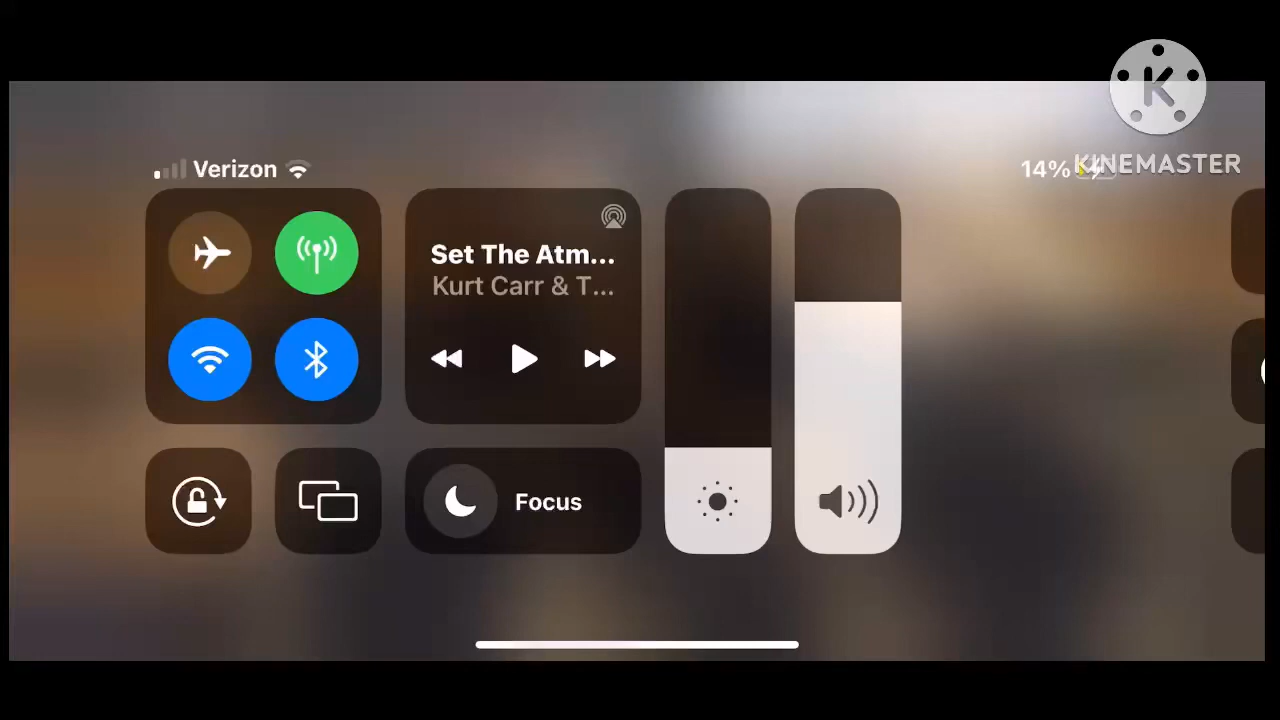 Verizon
14%
KINEMASTER
Set The Atm...
Kurt Carr & T...
Focus